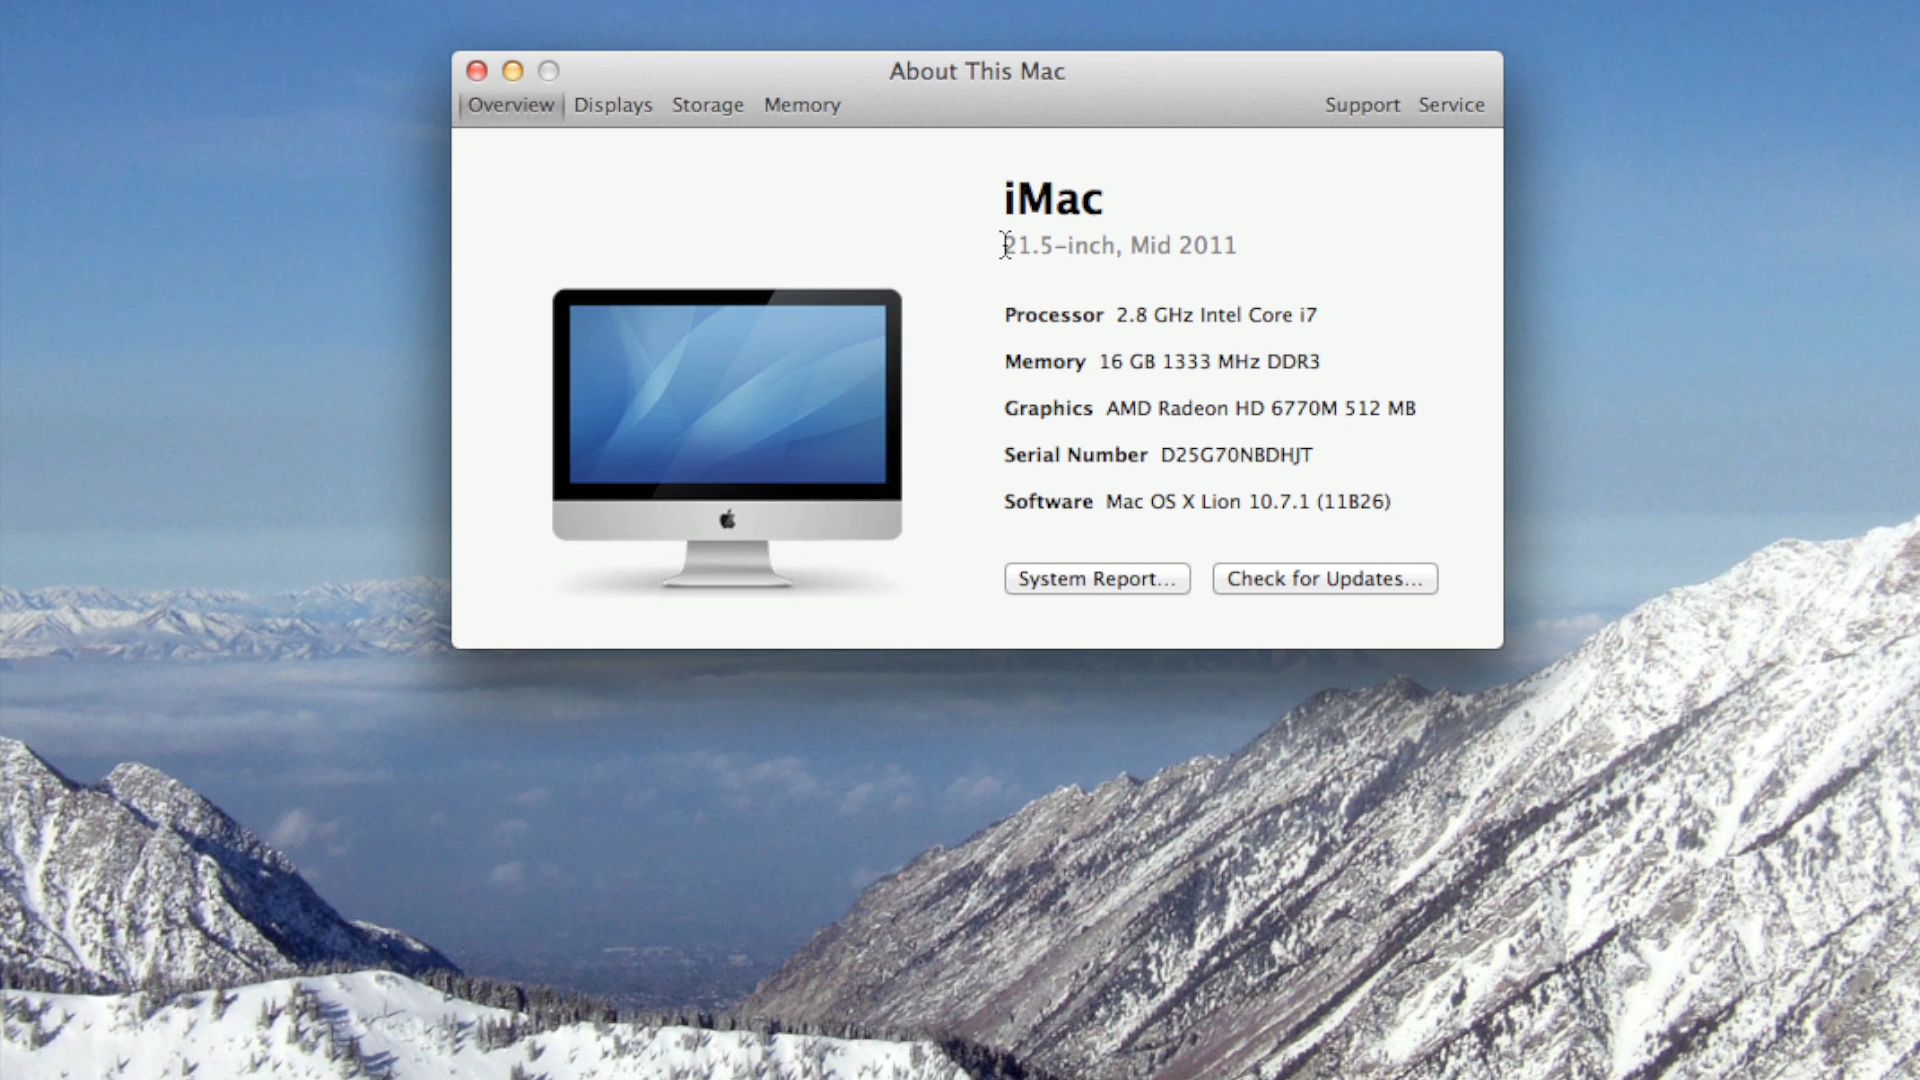 About This Mac
Overview Displays Storage Memory Support Service
iMac
21.5-inch, Mid 2011
Processor 2.8 GHz Intel Core i7
Memory 16 GB 1333 MHz DDR3
Graphics AMD Radeon HD 6770M 512 MB
Serial Number D25G70NBDHJT
Software Mac OS X Lion 10.7.1 (11B26)
System Report... Check for Updates...